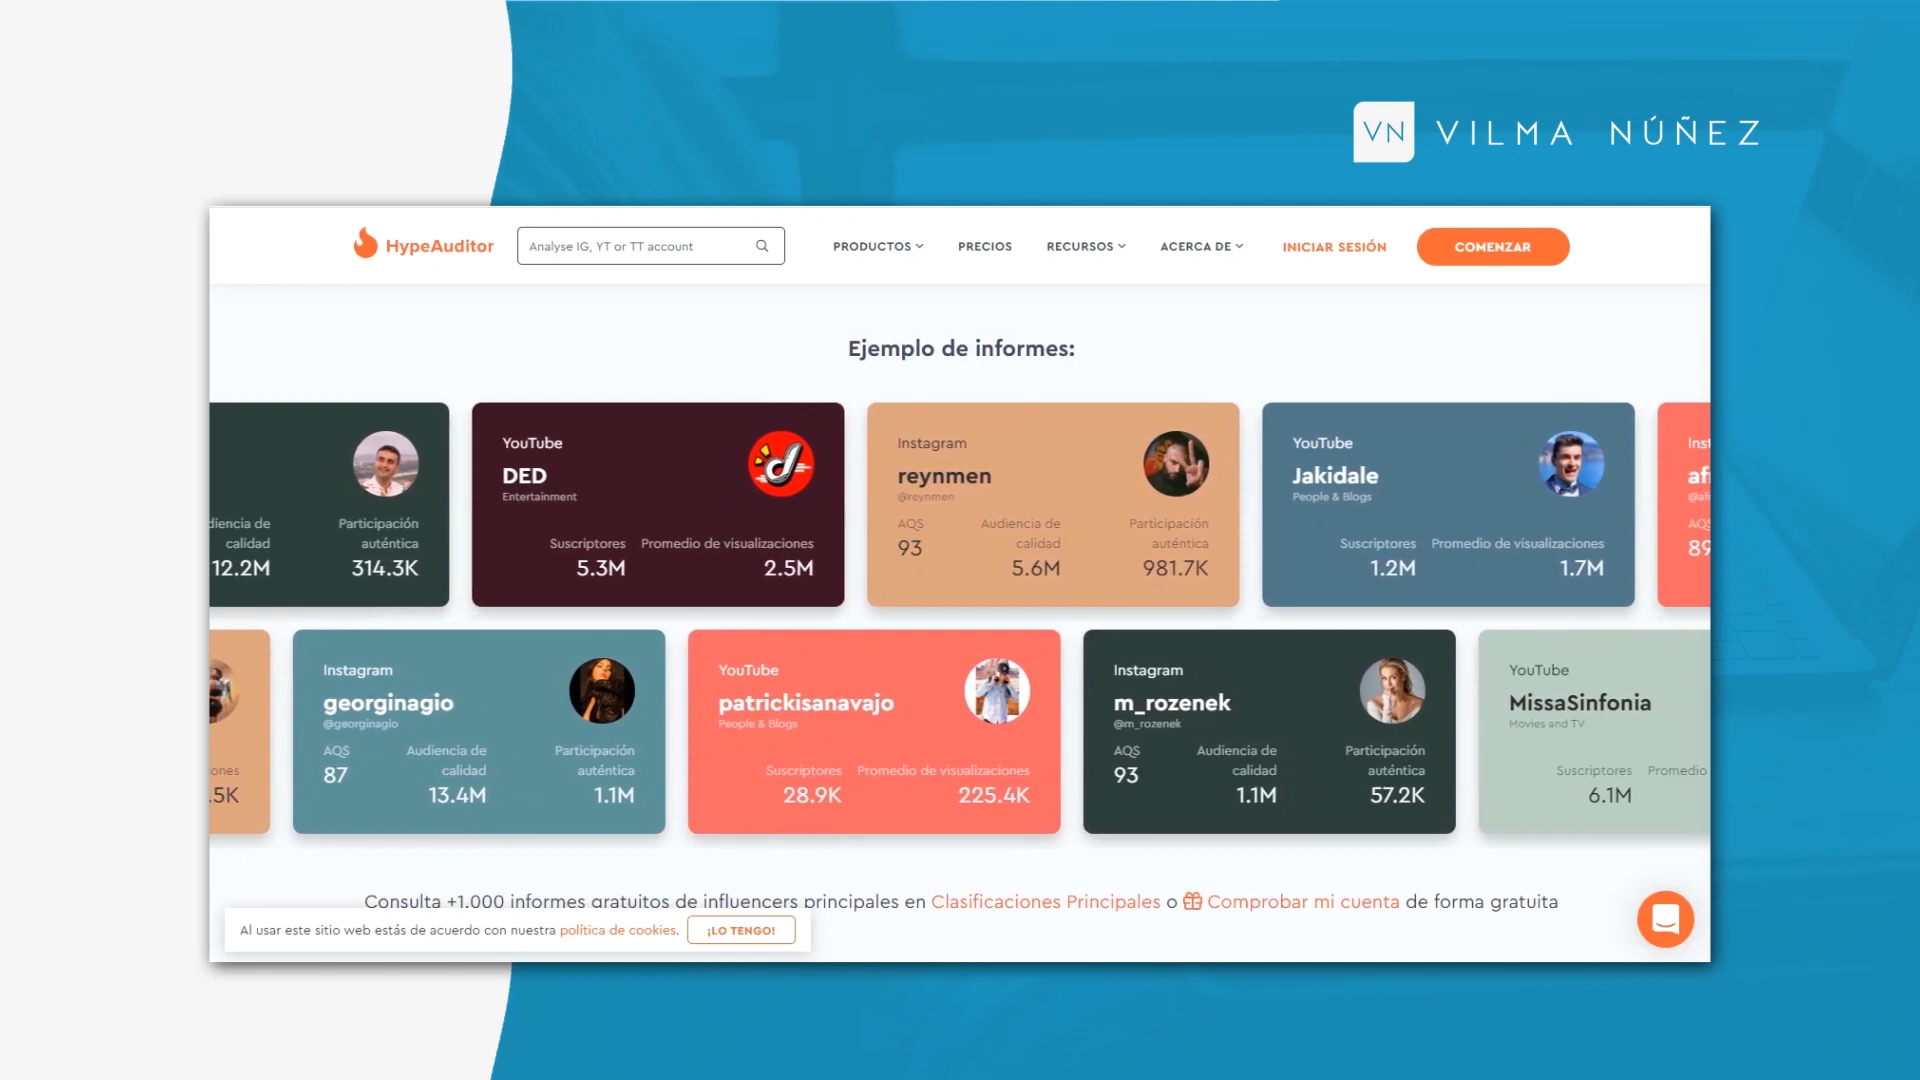 VN VILMA NÚÑEZ
HypeAuditor
Analyse IG, YT or TT account
PRODUCTOS
PRECIOS
RECURSOS
ACERCA DE
INICIAR SESIÓN
COMENZAR
Ejemplo de informes:
calidad
12.2M
Participación
auténtica
314.3K
YouTube
DED
Entertainment
Suscriptores
5.3M
Promedio de visualizaciones
2.5M
Instagram
reynmen
@reynmen
AQS
93
Audiencia de
calidad
5.6M
Participación
auténtica
981.7K
YouTube
Jakidale
People & Blogs
Suscriptores
1.2M
Promedio de visualizaciones
1.7M
89
Instagram
georginagio
@georginagio
AQS
87
Audiencia de
calidad
13.4M
Participación
auténtica
1.1M
YouTube
patrickisanavajo
People & Blogs
Suscriptores
28.9K
Promedio de visualizaciones
225.4K
Instagram
m_rozenek
@m_rozenek
AQS
93
Audiencia de
calidad
1.1M
Participación
auténtica
57.2K
YouTube
MissaSinfonia
Movies and TV
Suscriptores
6.1M
Promedio
Consulta +1.000 informes gratuitos de influencers principales en Clasificaciones Principales o Comprobar mi cuenta de forma gratuita
Al usar este sitio web estás de acuerdo con nuestra política de cookies.
¡LO TENGO!